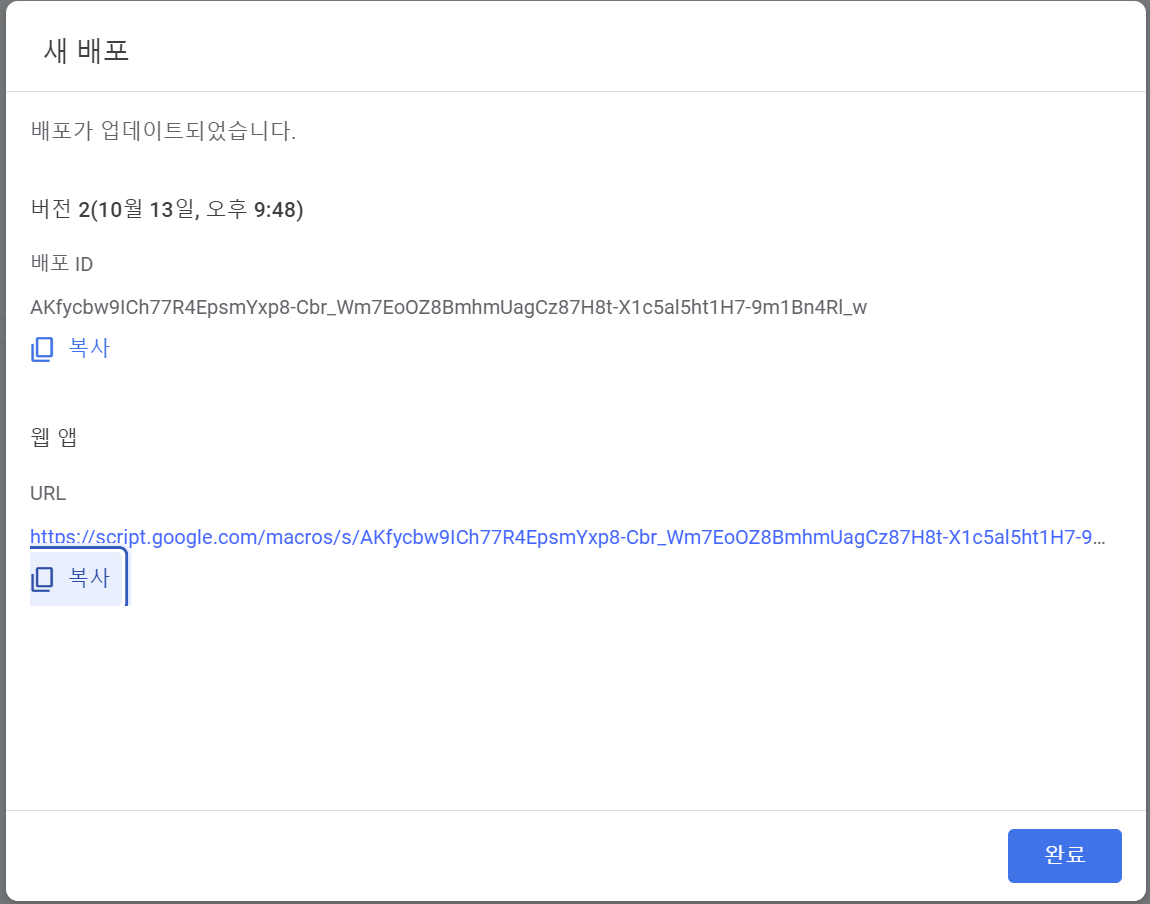 새 배포
배포가 업데이트되었습니다.
버전 2(10월 13일, 오후 9:48)
배포 ID
AKfycbw9ICh77R4EpsmYxp8-Cbr_Wm7EoOZ8BmhmUagCz87H8t-X1c5al5ht1H7-9m1Bn4Rl_w
복사
웹 앱
URL
https://script.google.com/macros/s/AKfycbw9ICh77R4EpsmYxp8-Cbr_Wm7EoOZ8BmhmUagCz87H8t-X1c5al5ht1H7-9...
복사
완료